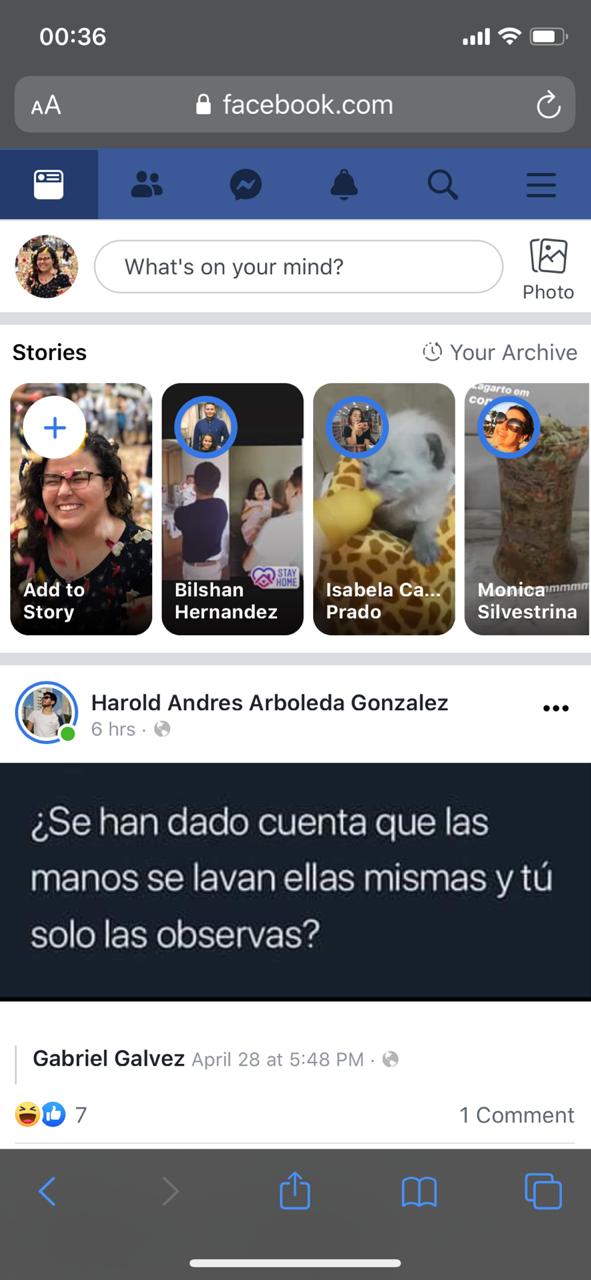 00:36
AA facebook.com
What's on your mind?
Photo
Stories
Your Archive
Lagarto em
Add to
Story
STAY
HOME
Bilshan
Hernandez
Isabela Ca...
Prado
Monica
Silvestrina
Harold Andres Arboleda Gonzalez
6 hrs ·
¿Se han dado cuenta que las
manos se lavan ellas mismas y tú
solo las observas?
Gabriel Galvez April 28 at 5:48 PM ·
7
1 Comment